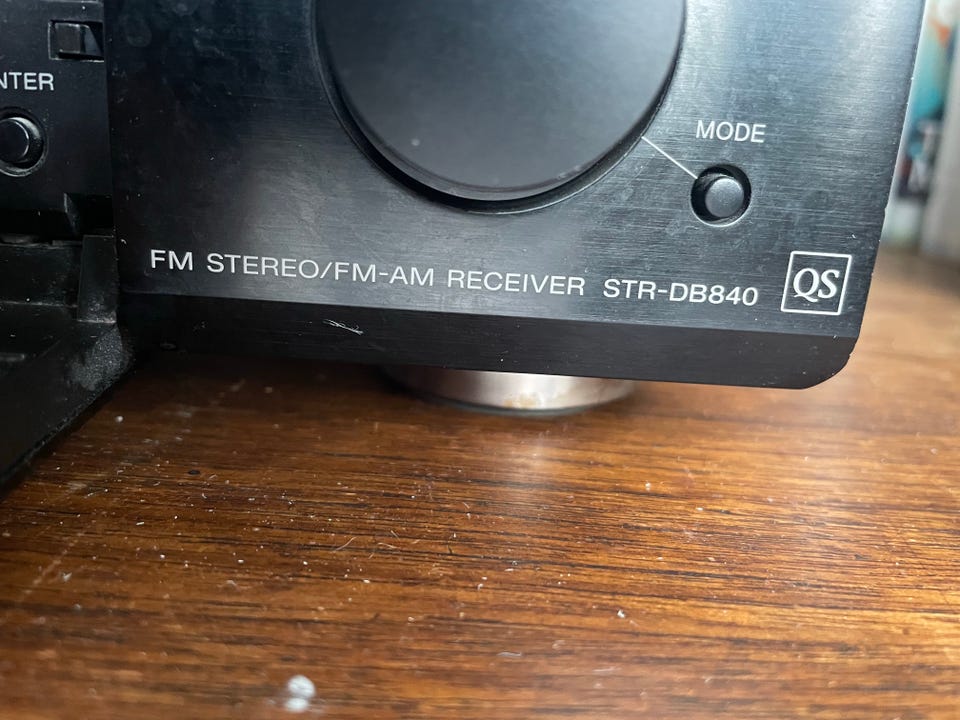 NTER
MODE
FM STEREO/FM-AM RECEIVER STR-DB840
QS